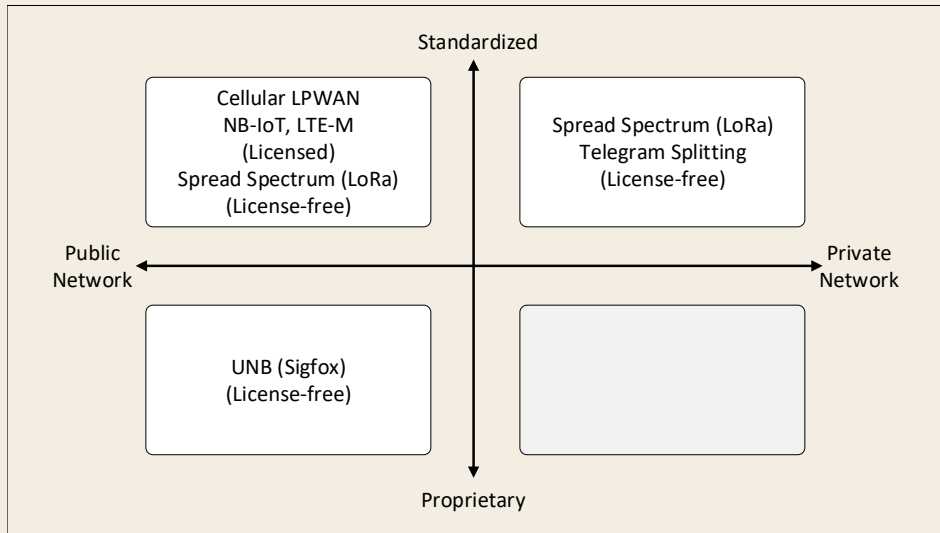 Standardized
Cellular LPWAN
NB-IoT, LTE-M
(Licensed)
Spread Spectrum (LoRa)
(License-free)
Spread Spectrum (LoRa)
Telegram Splitting
(License-free)
Public
Network
Private
Network
UNB (Sigfox)
(License-free)
Proprietary